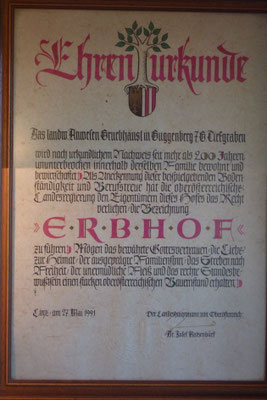 Ehrenurkunde
Das landw. Anwesen Gruebhäusl in Guggenberg 78 Tiefgraben
wird nach urkundlichem Nachweis seit mehr als 200 Jahren
ununterbrochen innerhalb derselben Familie bewohnt und
bewirtschaftet. Als Anerkennung dieser beispielgebenden Boden-
ständigkeit und Berufstreue hat die oberösterreichische
Landesregierung den Eigentümern dieses Hofes das Recht
verliehen, die Bezeichnung
ERBHOF
zu führen. Mögen das bewährte Gottvertrauen, die Liebe
zur Heimat, der ausgeprägte Familiensinn, das Streben nach
Freiheit, der unermüdliche Fleiß und das rechte Standesbe-
wußtsein einen starken oberösterreichischen Bauernstand erhalten.
Linz, am 27. Mai 1991
Der Landeshauptmann von Oberösterreich
Dr. Josef Ratzenböck